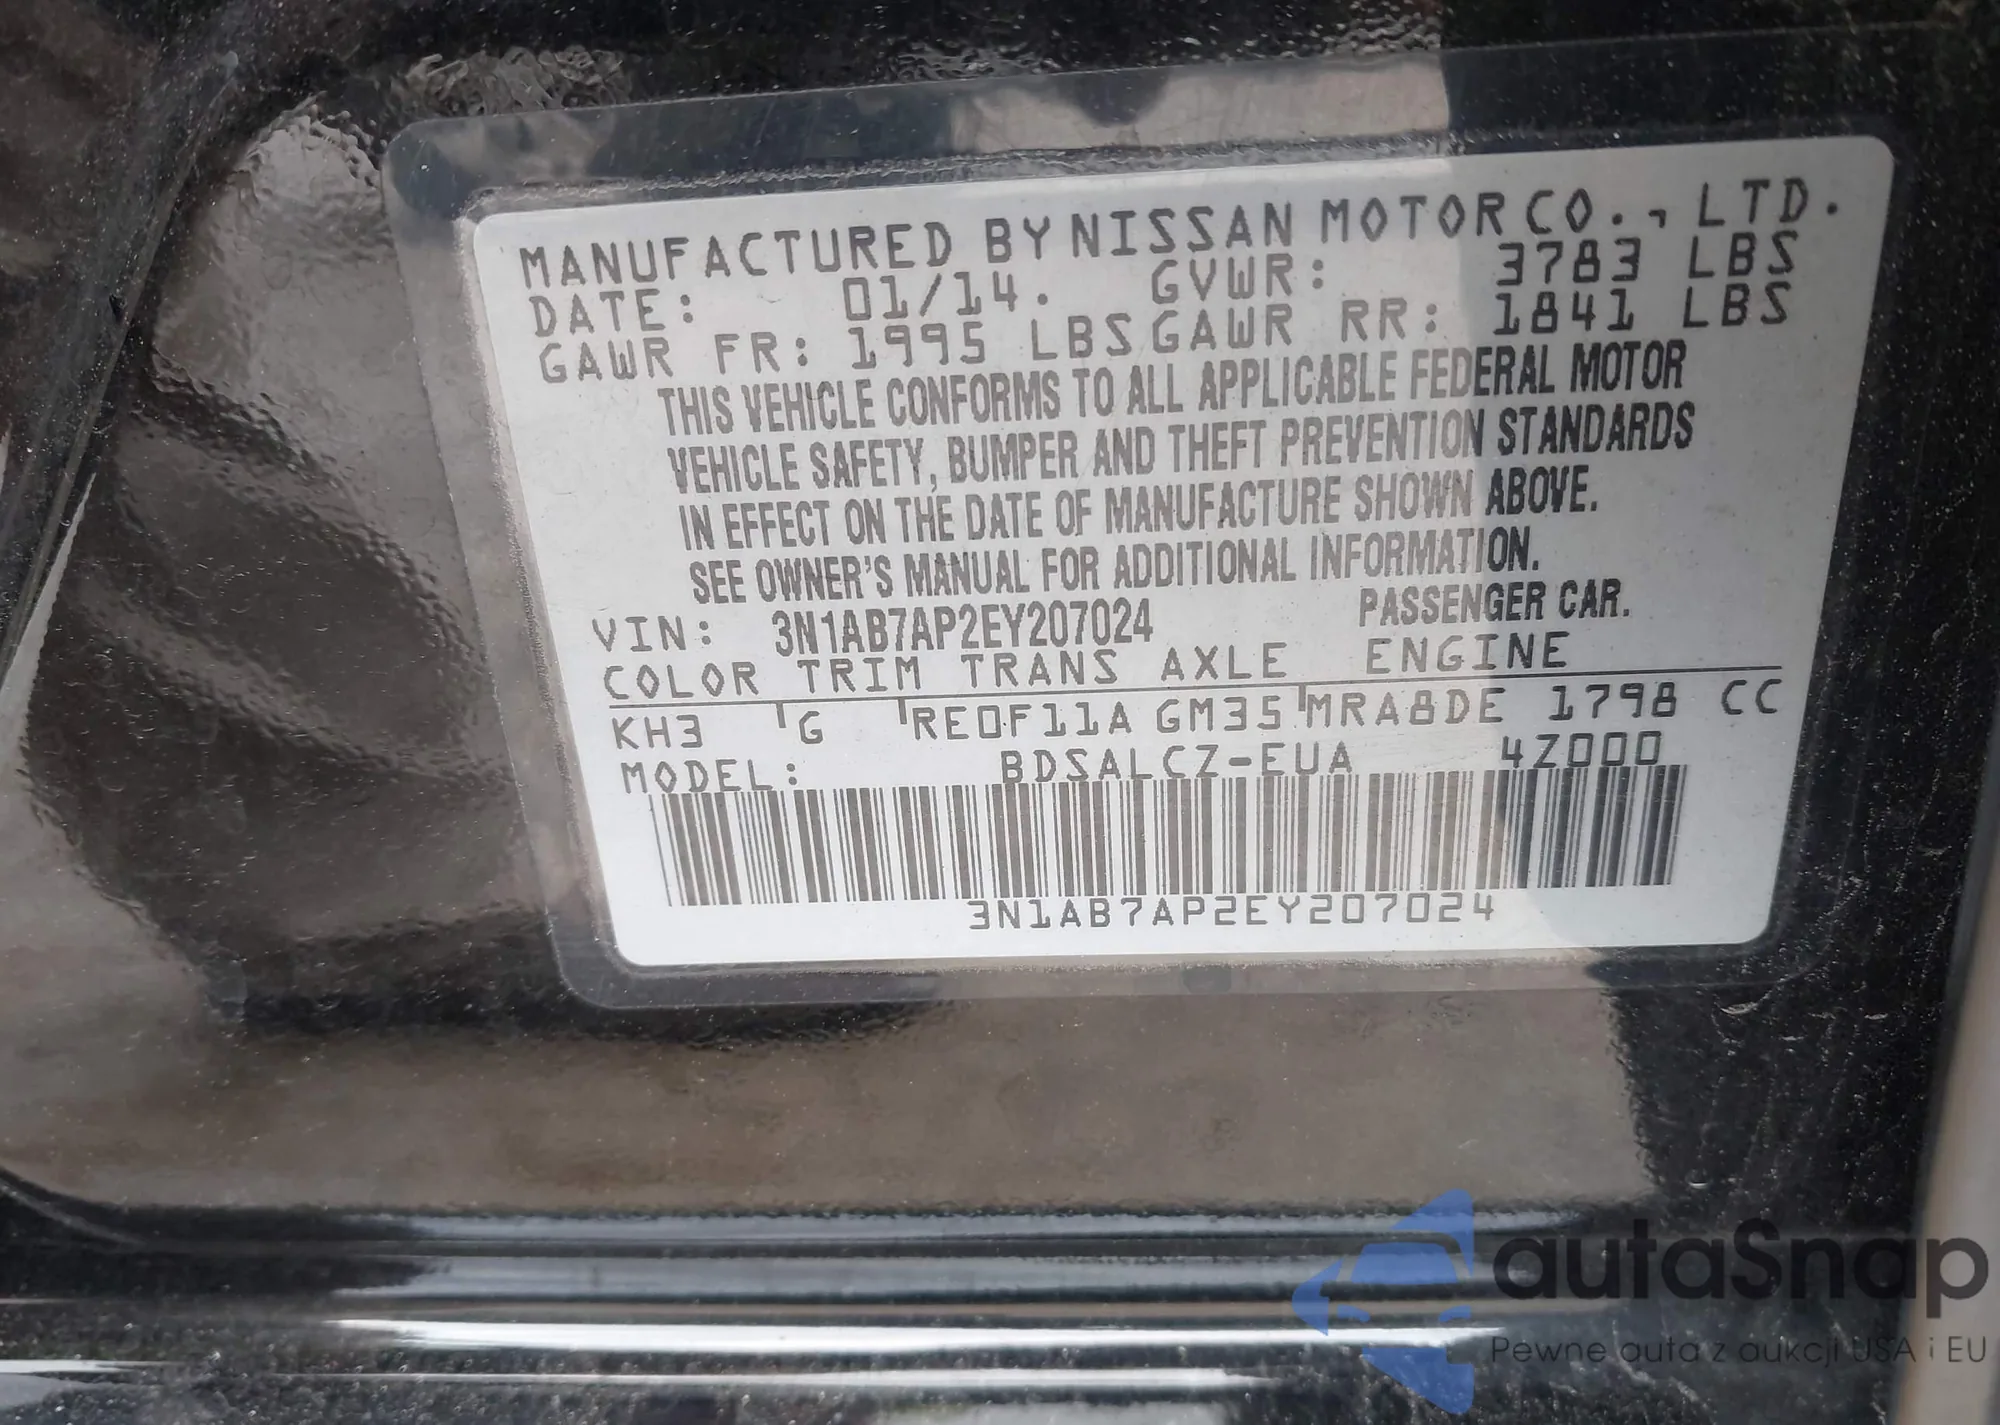 MANUFACTURED BY NISSAN MOTOR CO., LTD.
DATE: 01/14. GVWR: 3783 LBS
GAWR FR: 1995 LBS GAWR RR: 1841 LBS
THIS VEHICLE CONFORMS TO ALL APPLICABLE FEDERAL MOTOR
VEHICLE SAFETY, BUMPER AND THEFT PREVENTION STANDARDS
IN EFFECT ON THE DATE OF MANUFACTURE SHOWN ABOVE.
SEE OWNER'S MANUAL FOR ADDITIONAL INFORMATION.
VIN: 3N1AB7AP2EY207024 PASSENGER CAR.
COLOR TRIM TRANS AXLE ENGINE
KH3 G RE0F11A GM35 MRA8DE 1798 CC
MODEL: BDSALCZ-EUA 4Z000
3N1AB7AP2EY207024
autaSnap
Pewne auta z aukcji USA i EU